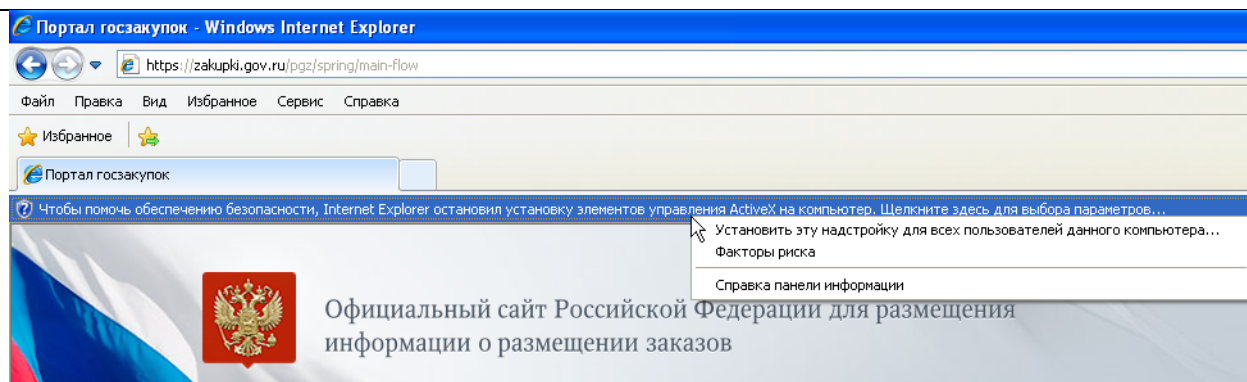 Портал госзакупок - Windows Internet Explorer
https://zakupki.gov.ru/pgz/spring/main-flow
Файл Правка Вид Избранное Сервис Справка
Избранное
Портал госзакупок
Чтобы помочь обеспечению безопасности, Internet Explorer остановил установку элементов управления ActiveX на компьютер. Щелкните здесь для выбора параметров...
Установить эту надстройку для всех пользователей данного компьютера...
Факторы риска
Справка панели информации
Официальный сайт Российской Федерации для размещения
информации о размещении заказов